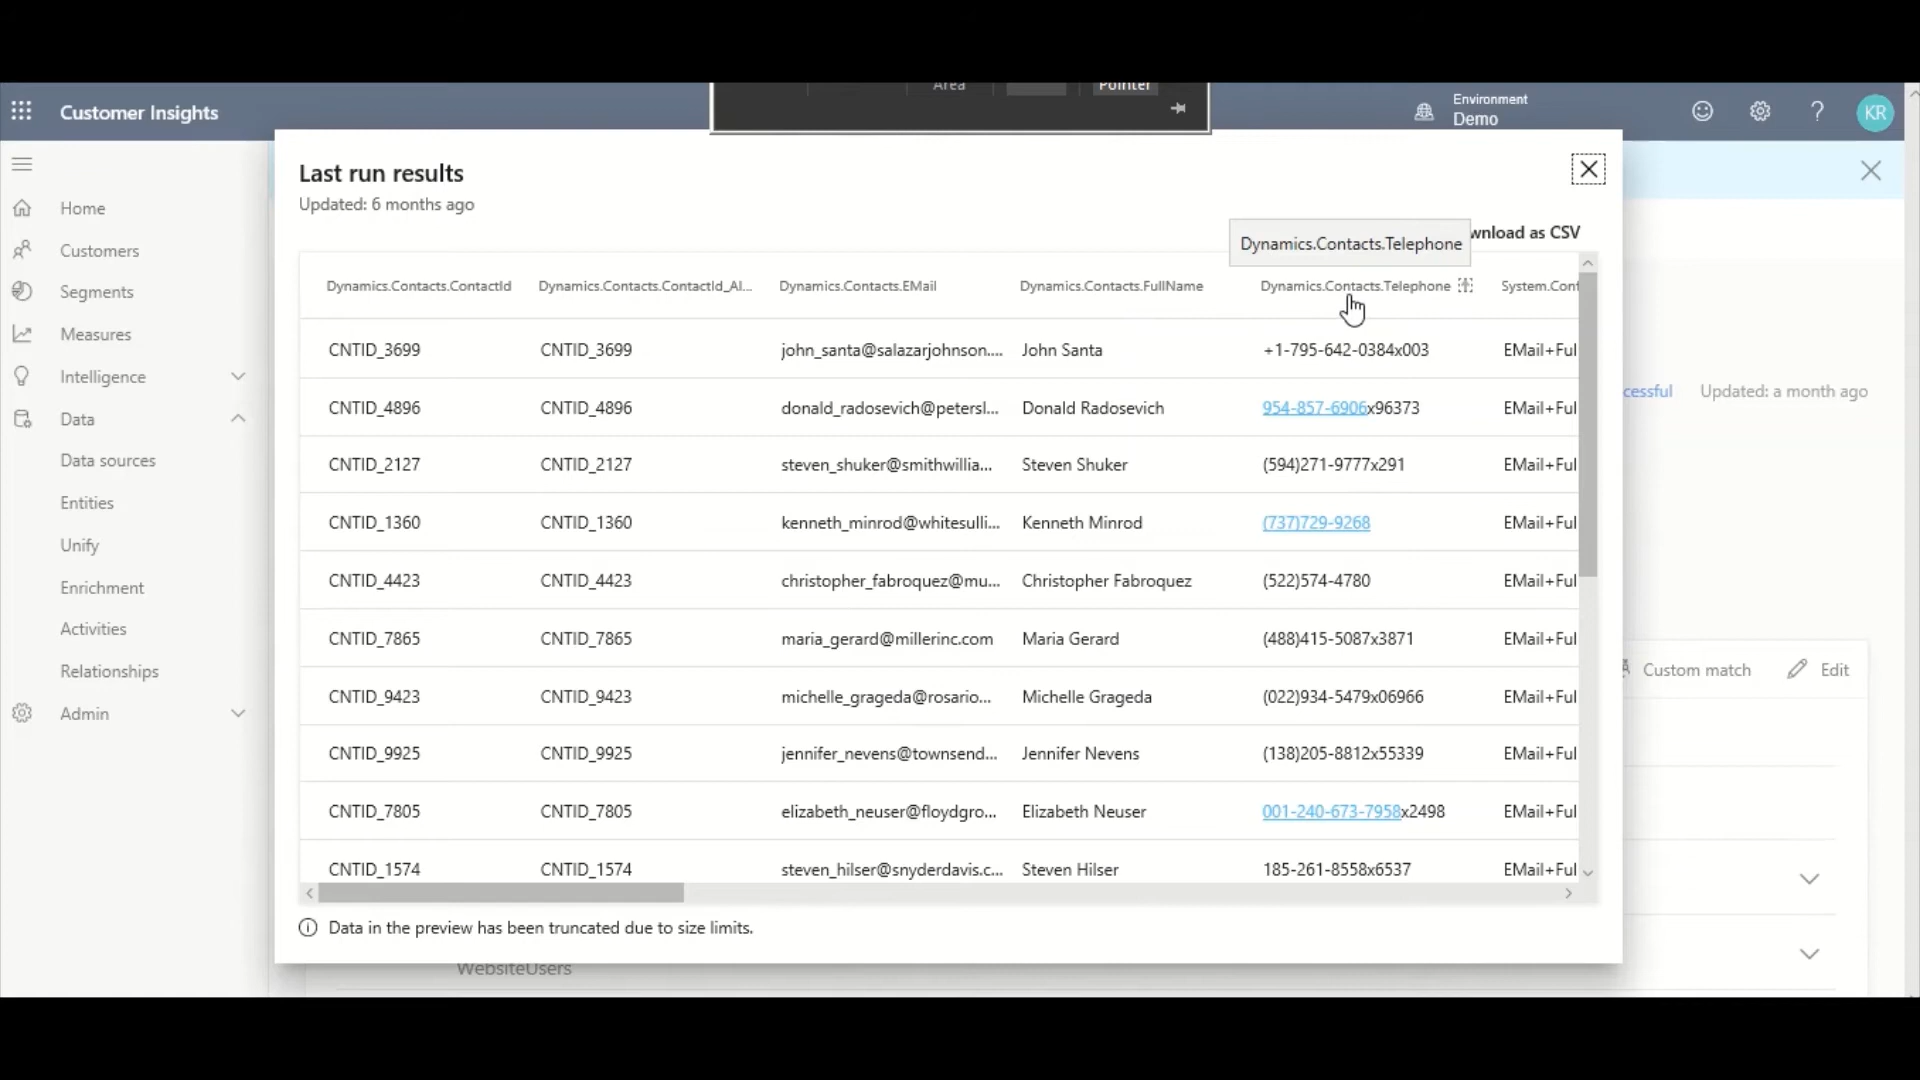 Area
Pointer
Customer Insights
Environment
Demo
KR
Last run results
Updated: 6 months ago
Dynamics.Contacts.Telephone
wnload as CSV
Dynamics.Contacts.ContactId Dynamics.Contacts.ContactId_Al... Dynamics.Contacts.EMail Dynamics.Contacts.FullName Dynamics.Contacts.Telephone System.Conf
CNTID_3699 CNTID_3699 john_santa@salazarjohnson.... John Santa +1-795-642-0384x003 EMail+Ful
CNTID_4896 CNTID_4896 donald_radosevich@petersl... Donald Radosevich 954-857-6906x96373 EMail+Ful
CNTID_2127 CNTID_2127 steven_shuker@smithwillia... Steven Shuker (594)271-9777x291 EMail+Ful
CNTID_1360 CNTID_1360 kenneth_minrod@whitesulli... Kenneth Minrod (737)729-9268 EMail+Ful
CNTID_4423 CNTID_4423 christopher_fabroquez@mu... Christopher Fabroquez (522)574-4780 EMail+Ful
CNTID_7865 CNTID_7865 maria_gerard@millerinc.com Maria Gerard (488)415-5087x3871 EMail+Ful
CNTID_9423 CNTID_9423 michelle_grageda@rosario... Michelle Grageda (022)934-5479x06966 EMail+Ful
CNTID_9925 CNTID_9925 jennifer_nevens@townsend... Jennifer Nevens (138)205-8812x55339 EMail+Ful
CNTID_7805 CNTID_7805 elizabeth_neuser@floydgro... Elizabeth Neuser 001-240-673-7958x2498 EMail+Ful
CNTID_1574 CNTID_1574 steven_hilser@snyderdavis.c... Steven Hilser 185-261-8558x6537 EMail+Ful
Data in the preview has been truncated due to size limits.
Home
Customers
Segments
Measures
Intelligence
Data
Data sources
Entities
Unify
Enrichment
Activities
Relationships
Admin
cessful Updated: a month ago
Custom match Edit
WebsiteUsers